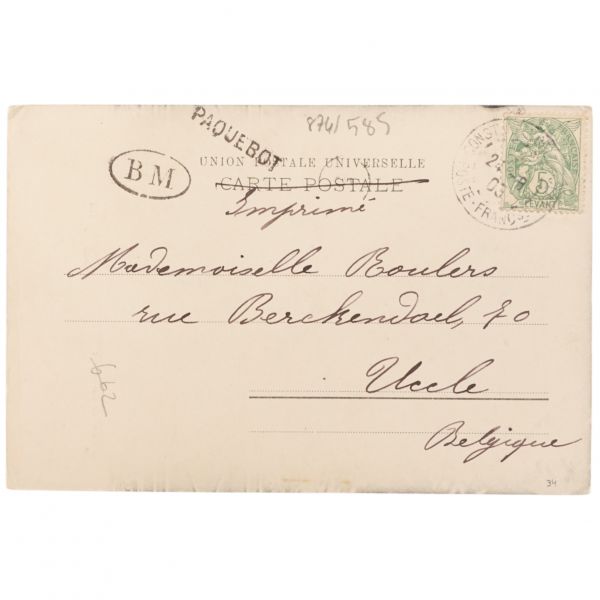 PAQUEBOT
874/585
BM
UNION POSTALE UNIVERSELLE
CARTE POSTALE
Imprimé
5c
LEVANT
Mademoiselle Roulers
rue Berckendael, 70
Uccle
Belgique
662
34